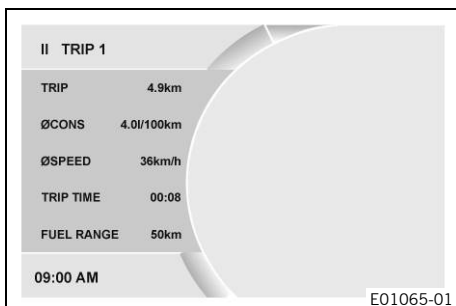 II TRIP 1
TRIP 4.9km
ØCONS 4.0l/100km
ØSPEED 36km/h
TRIP TIME 00:08
FUEL RANGE 50km
09:00 AM
E01065-01